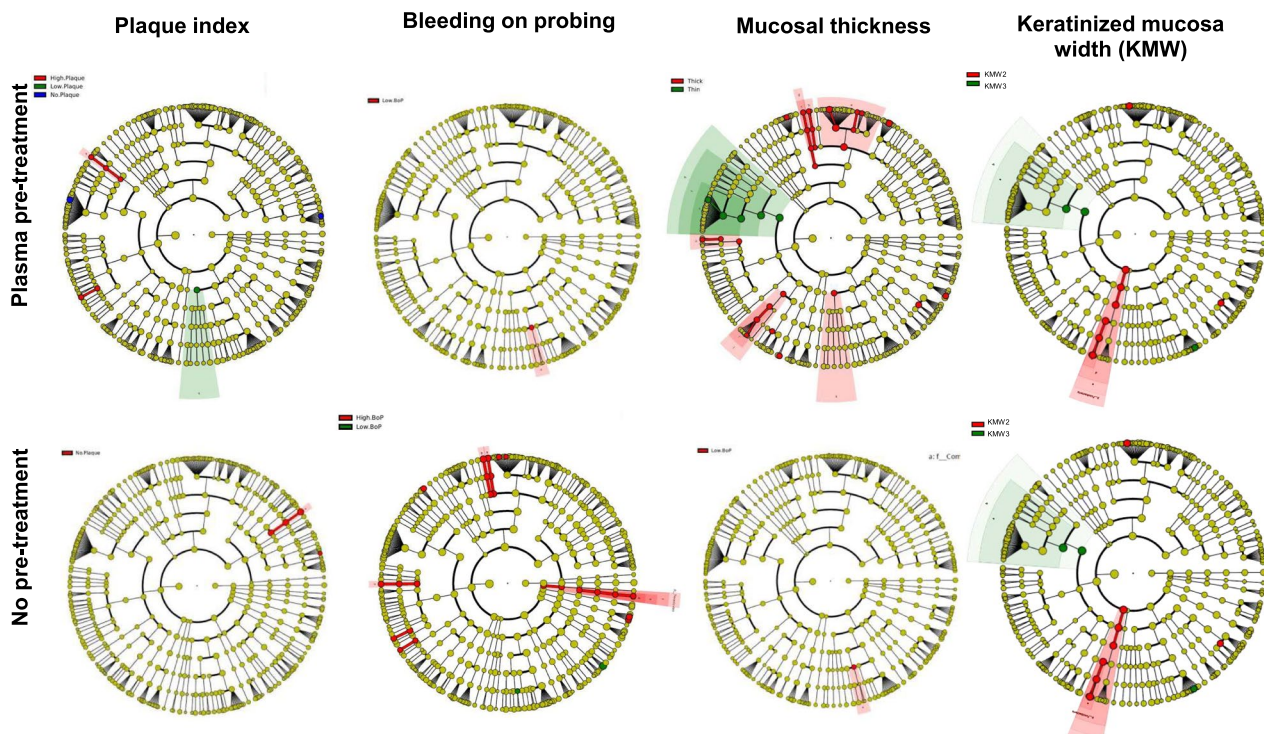 Plaque index
Bleeding on probing
Mucosal thickness
Keratinized mucosa
width (KMW)
Plasma pre-treatment
High.Plaque
Low.Plaque
No.Plaque
Low.BoP
Thick
Thin
KMW2
KMW3
No pre-treatment
No.Plaque
High.BoP
Low.BoP
Low.BoP
a: f__Corr
KMW2
KMW3